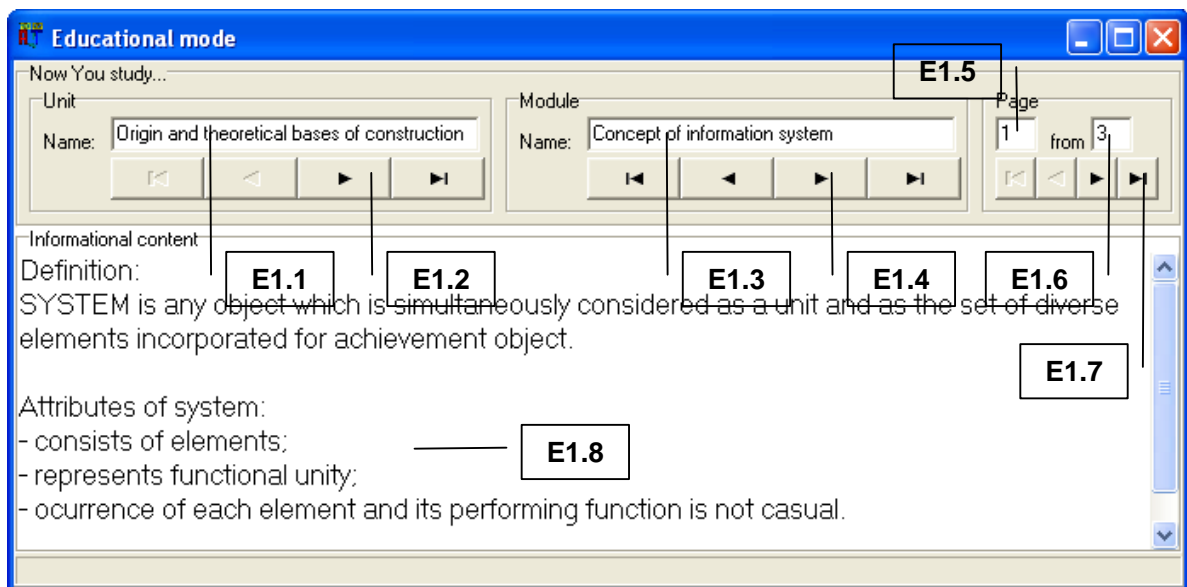 Educational mode
Now You study...
Unit
Name: Origin and theoretical bases of construction
Module
Name: Concept of information system
E1.5
Page
1 from 3
Informational content
Definition:
E1.1 E1.2 E1.3 E1.4 E1.6
SYSTEM is any object which is simultaneously considered as a unit and as the set of diverse
elements incorporated for achievement object.
E1.7
Attributes of system:
- consists of elements;
E1.8
- represents functional unity;
- ocurrence of each element and its performing function is not casual.